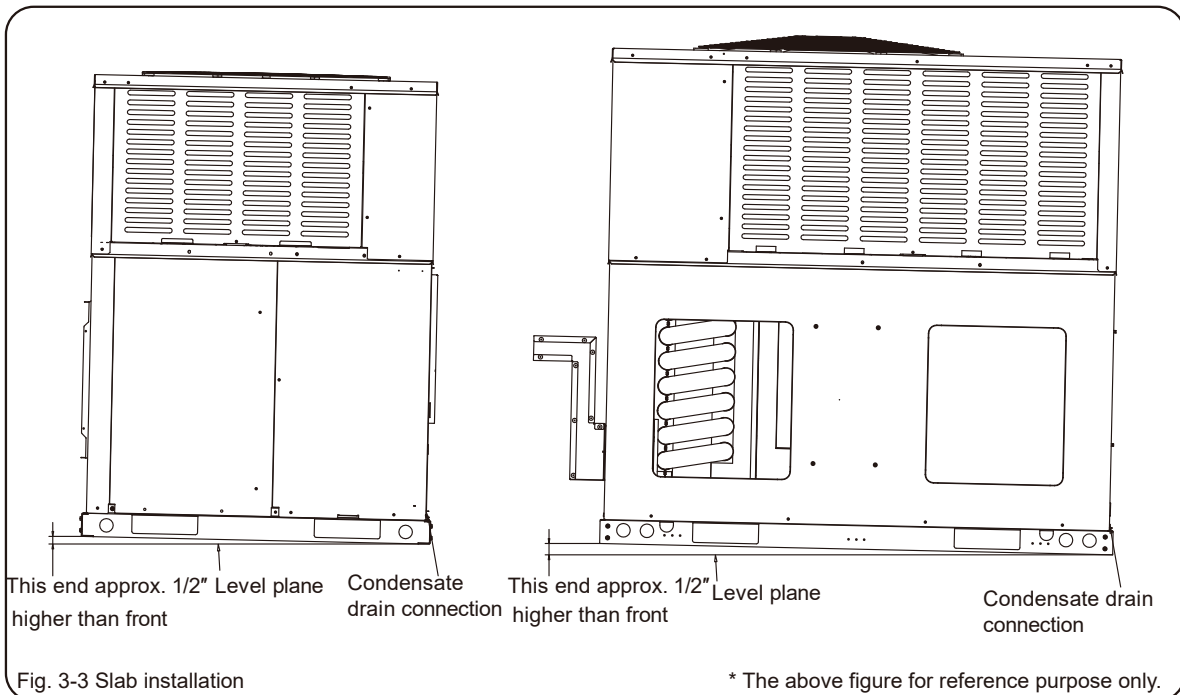 This end approx. 1/2″
higher than front
Level plane
Condensate
drain connection
This end approx. 1/2″
higher than front
Level plane
Condensate drain
connection
Fig. 3-3 Slab installation
* The above figure for reference purpose only.